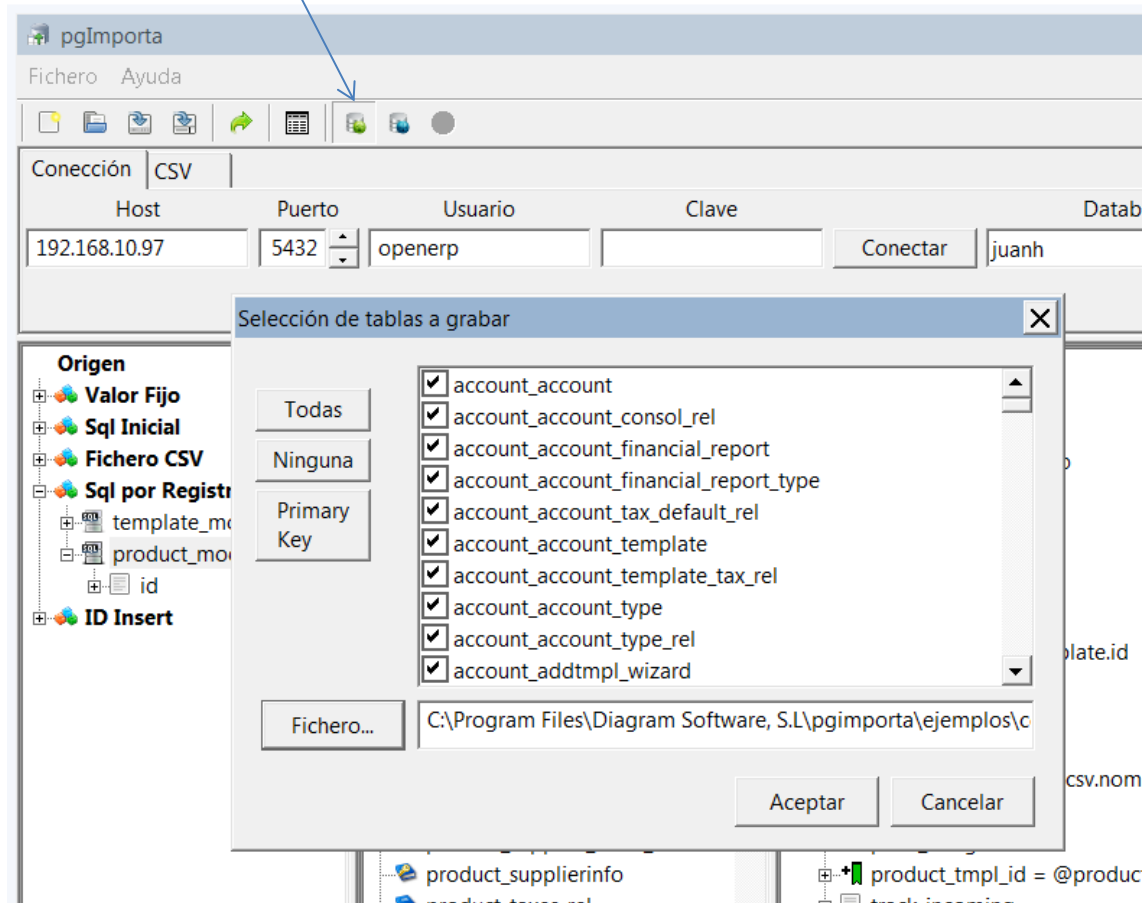 pgImporta
Fichero Ayuda
Conección CSV
Host Puerto Usuario Clave Datab
192.168.10.97 5432 openerp Conectar juanh
Selección de tablas a grabar
Origen
Valor Fijo
Sql Inicial
Fichero CSV
Sql por Registr
template_mo
product_mo
id
ID Insert
Todas
Ninguna
Primary
Key
account_account
account_account_consol_rel
account_account_financial_report
account_account_financial_report_type
account_account_tax_default_rel
account_account_template
account_account_template_tax_rel
account_account_type
account_account_type_rel
account_addtmpl_wizard
Fichero... C:\Program Files\Diagram Software, S.L\pgimporta\ejemplos\c
Aceptar Cancelar
late.id
csv.nom
product_supplierinfo product_tmpl_id = @produc
product_taxes_rel track_incoming